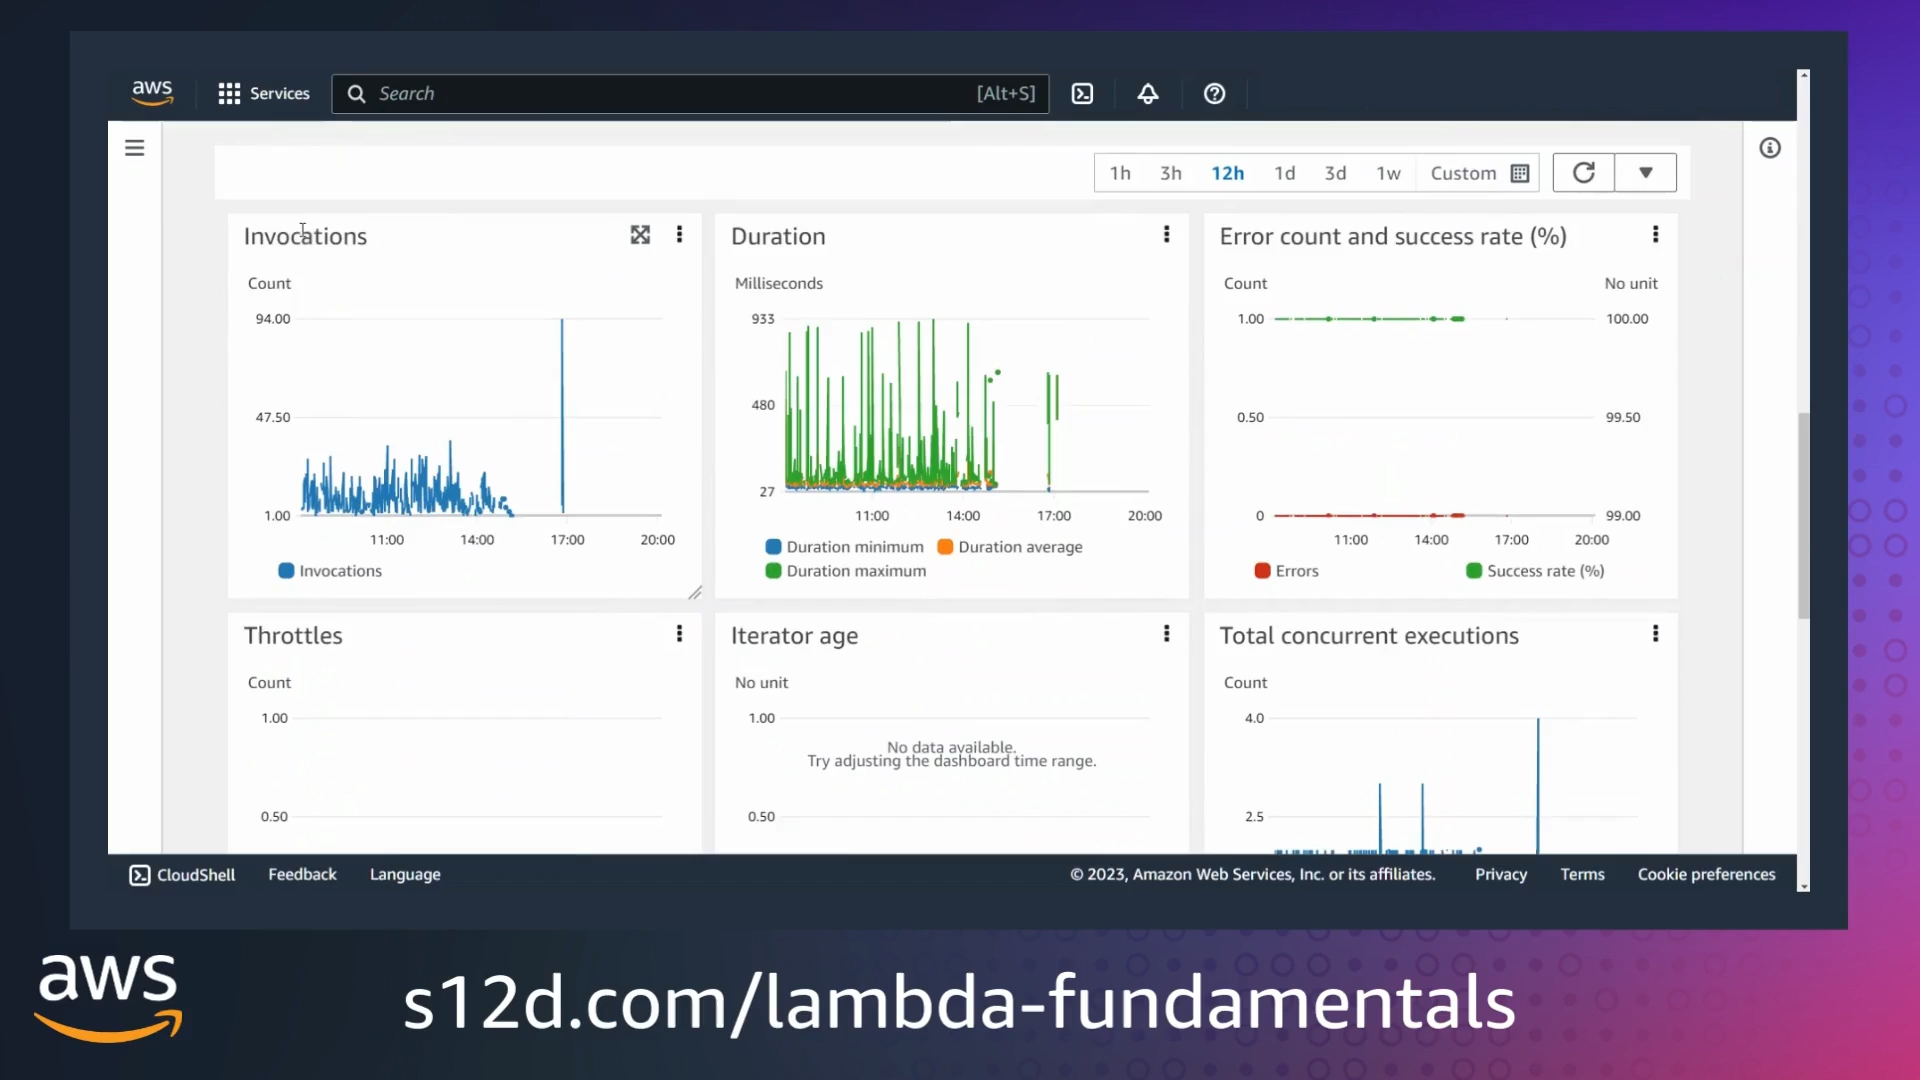 aws
Services
Search
[Alt+S]
1h 3h 12h 1d 3d 1w Custom
Invocations
Count
94.00
47.50
1.00
11:00 14:00 17:00 20:00
Invocations
Duration
Milliseconds
933
480
27
11:00 14:00 17:00 20:00
Duration minimum Duration average
Duration maximum
Error count and success rate (%)
Count No unit
1.00 100.00
0.50 99.50
0 99.00
11:00 14:00 17:00 20:00
Errors Success rate (%)
Throttles
Count
1.00
0.50
Iterator age
No unit
1.00
No data available.
Try adjusting the dashboard time range.
0.50
Total concurrent executions
Count
4.0
2.5
CloudShell Feedback Language © 2023, Amazon Web Services, Inc. or its affiliates. Privacy Terms Cookie preferences
aws
s12d.com/lambda-fundamentals